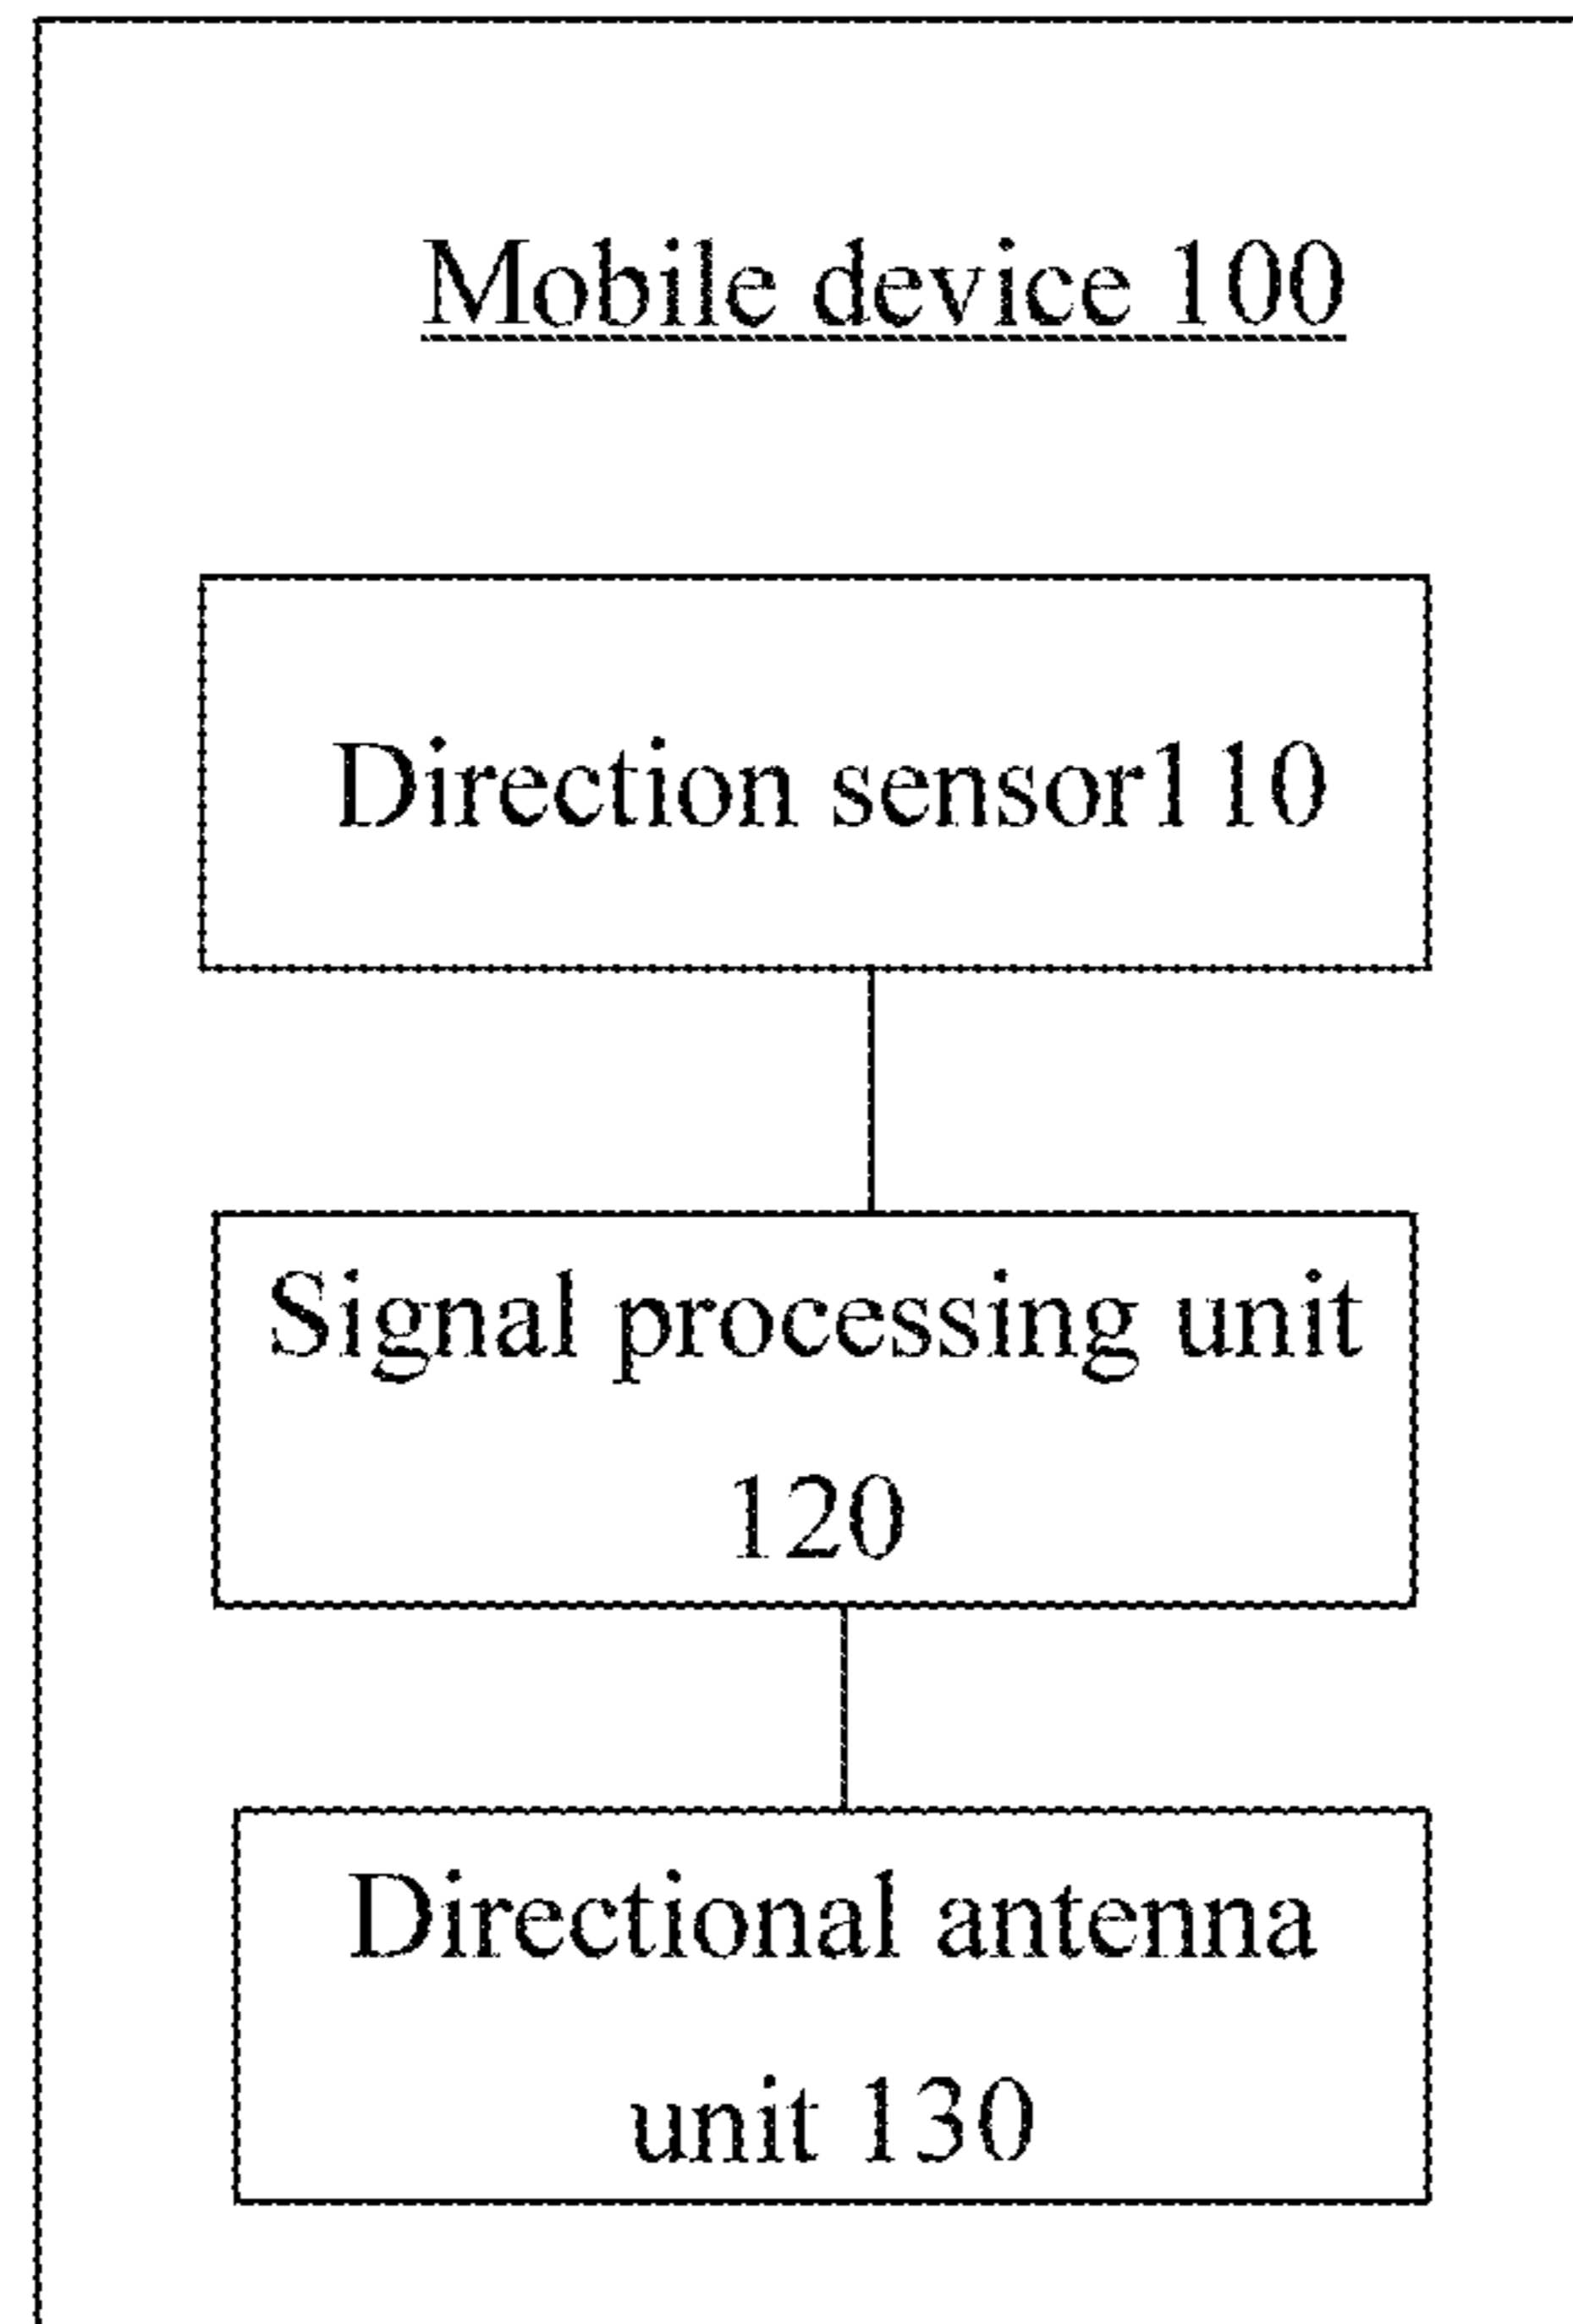 Mobile device 100
Direction sensor110
Signal processing unit
120
Directional antenna
unit 130